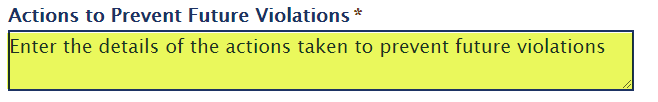 Actions to Prevent Future Violations *
Enter the details of the actions taken to prevent future violations